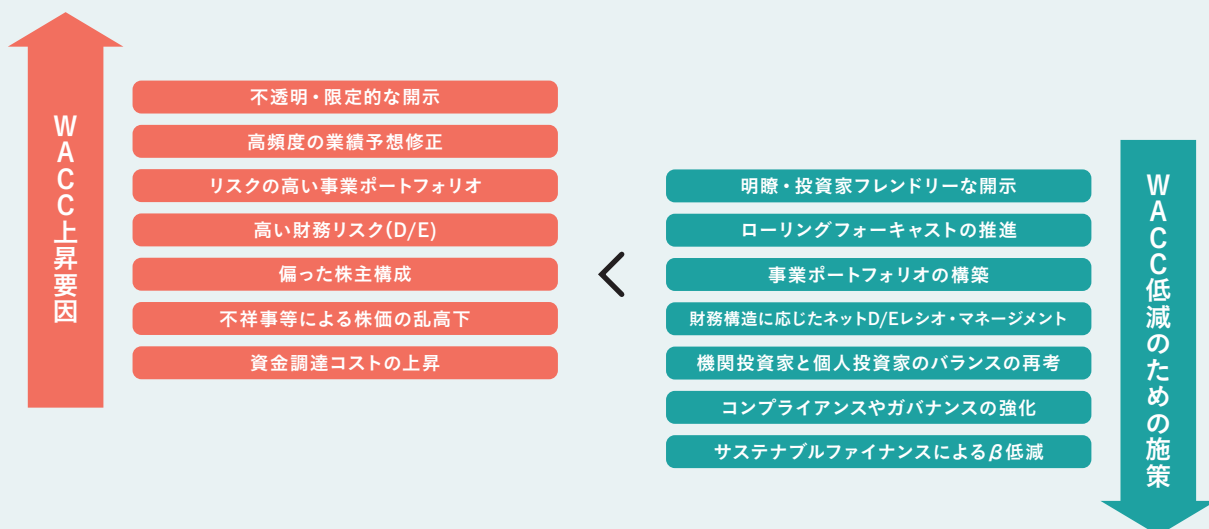 WACC上昇要因
不透明・限定的な開示
高頻度の業績予想修正
リスクの高い事業ポートフォリオ
高い財務リスク(D/E)
偏った株主構成
不祥事等による株価の乱高下
資金調達コストの上昇
<
明瞭・投資家フレンドリーな開示
ローリングフォーキャストの推進
事業ポートフォリオの構築
財務構造に応じたネットD/Eレシオ・マネージメント
機関投資家と個人投資家のバランスの再考
コンプライアンスやガバナンスの強化
サステナブルファイナンスによるβ低減
WACC低減のための施策